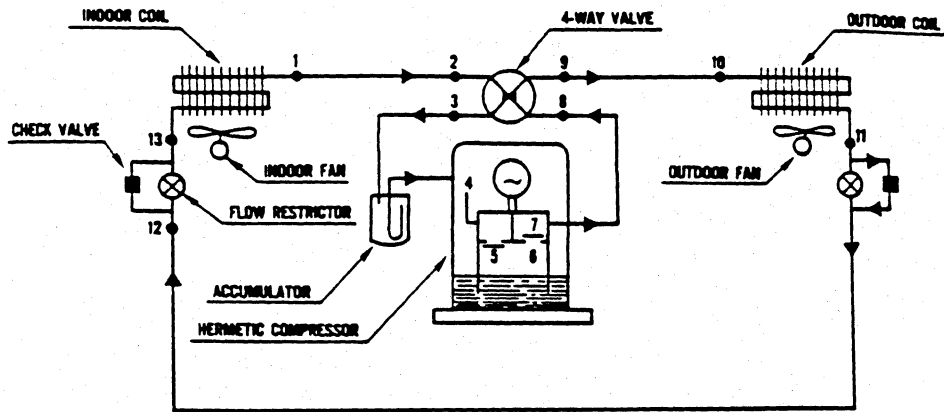 INDOOR COIL
4-WAY VALVE
OUTDOOR COIL
1
2
9
10
3
8
CHECK VALVE
13
11
INDOOR FAN
OUTDOOR FAN
4
7
FLOW RESTRICTOR
12
5
6
ACCUMULATOR
HERMETIC COMPRESSOR